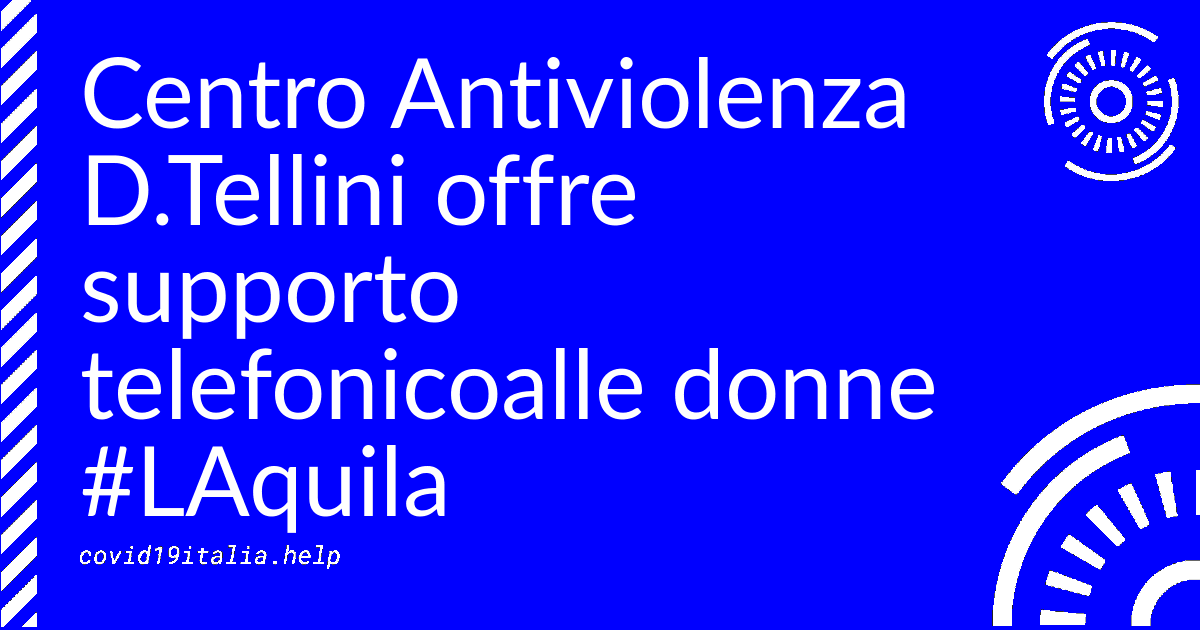 Centro Antiviolenza
D.Tellini offre
supporto
telefonicoalle donne
#LAquila
covid19italia.help